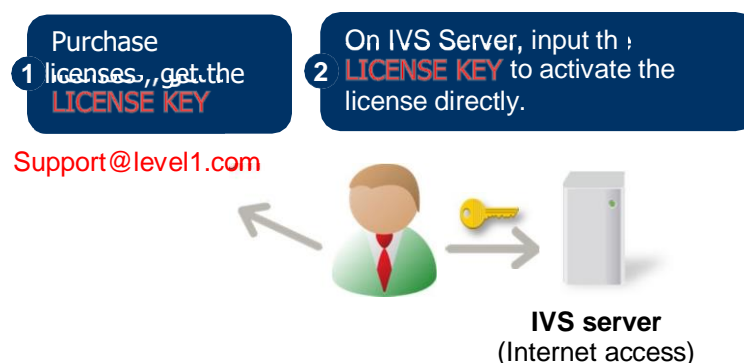 Purchase
1 licenses, get the
LICENSE KEY
2 On IVS Server, input th
LICENSE KEY to activate the
license directly.
Support@level1.com
IVS server
(Internet access)